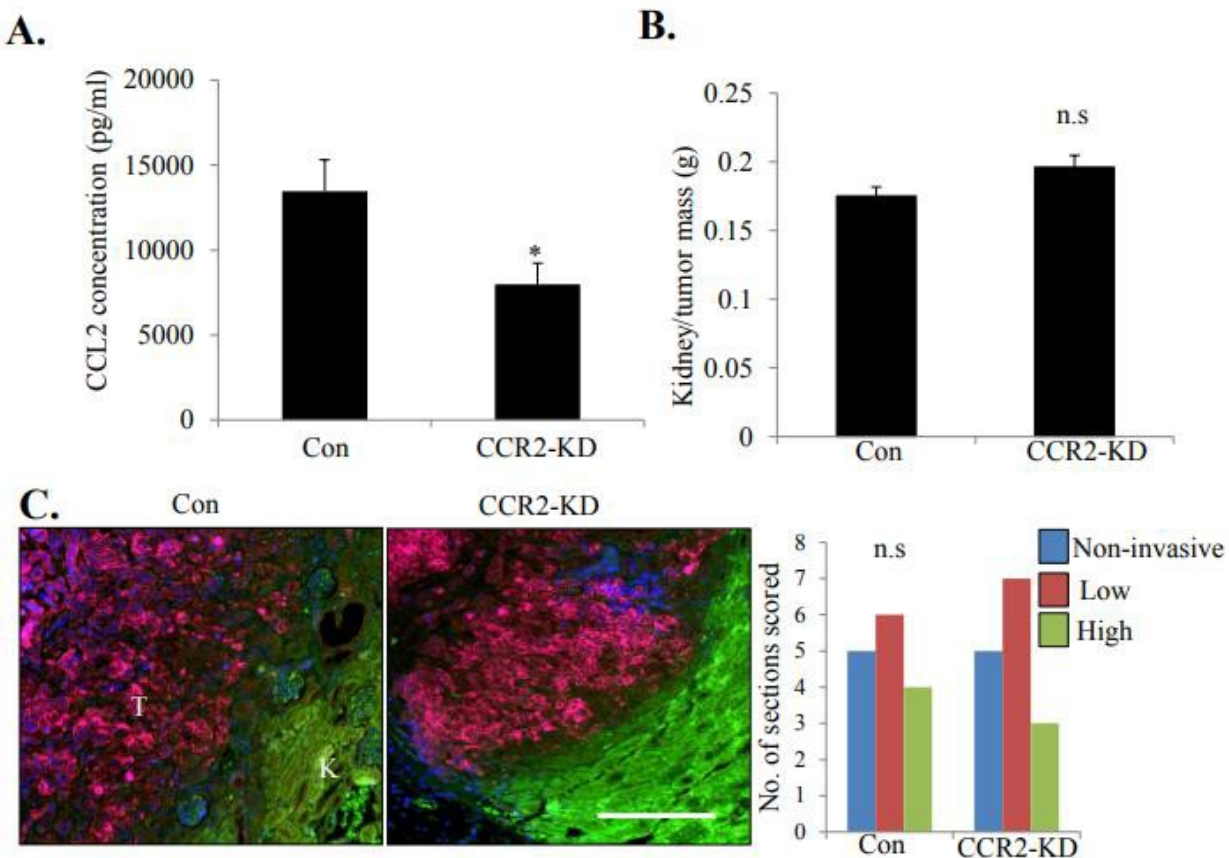 A.
CCL2 concentration (pg/ml)
20000
15000
10000
5000
0
*
Con
CCR2-KD
B.
Kidney/tumor mass (g)
0.25
0.2
0.15
0.1
0.05
0
n.s
Con
CCR2-KD
C.
Con
CCR2-KD
T
K
No. of sections scored
8
7
6
5
4
3
2
1
0
n.s
Non-invasive
Low
High
Con
CCR2-KD